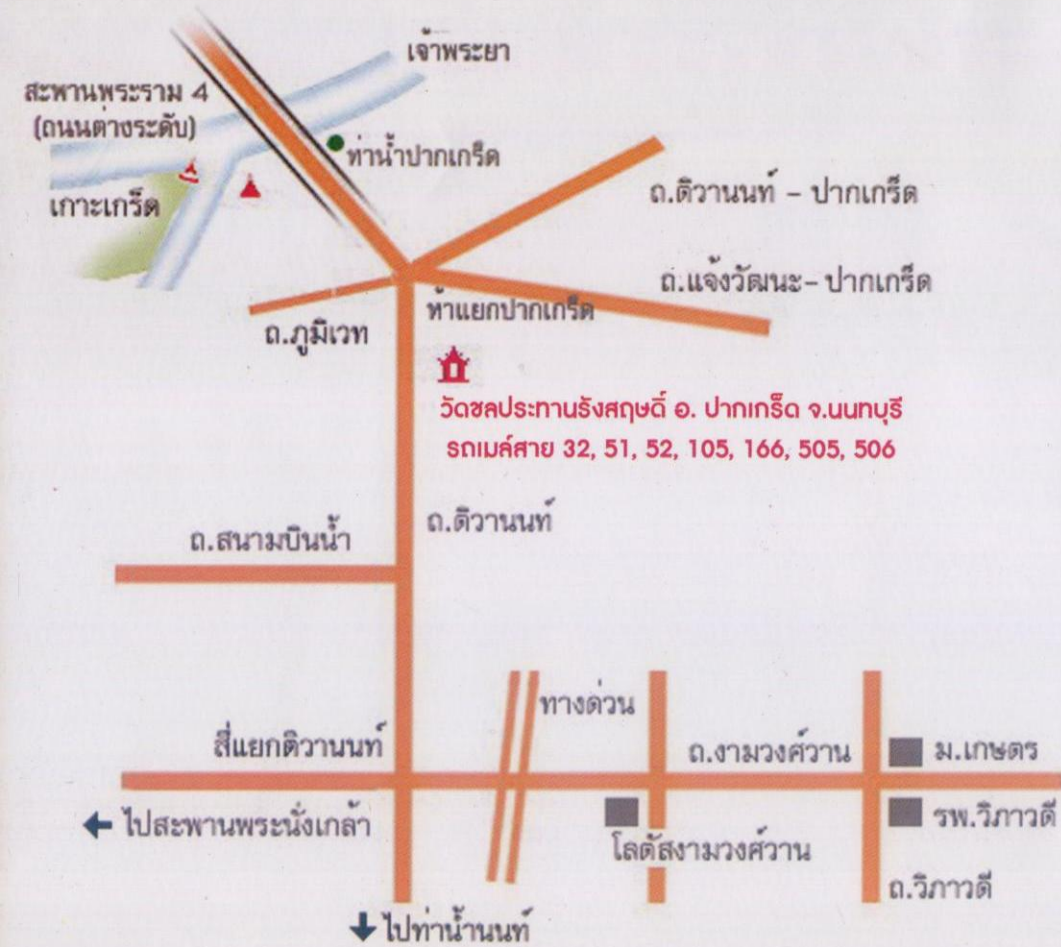 เจ้าพระยา
สะพานพระราม 4
(ถนนต่างระดับ)
ท่าน้ำปากเกร็ด
เกาะเกร็ด
ถ.ติวานนท์ - ปากเกร็ด
ถ.แจ้งวัฒนะ- ปากเกร็ด
ห้าแยกปากเกร็ด
ถ.ภูมิเวท
วัดชลประทานรังสฤษดิ์ อ. ปากเกร็ด จ.นนทบุรี
รถเมล์สาย 32, 51, 52, 105, 166, 505, 506
ถ.ติวานนท์
ถ.สนามบินน้ำ
ทางด่วน
สี่แยกติวานนท์
ถ.งามวงศ์วาน
ม.เกษตร
ไปสะพานพระนั่งเกล้า
รพ.วิภาวดี
โลตัสงามวงศ์วาน
ถ.วิภาวดี
ไปท่าน้ำนนท์